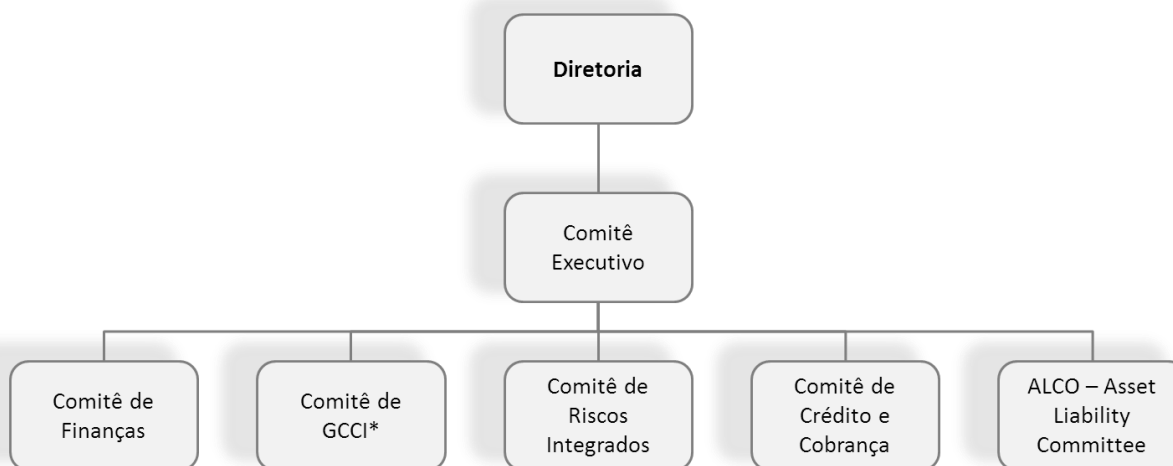 Diretoria
Comitê
Executivo
Comitê de
Finanças
Comitê de
GCCI*
Comitê de
Riscos
Integrados
Comitê de
Crédito e
Cobrança
ALCO – Asset
Liability
Committee